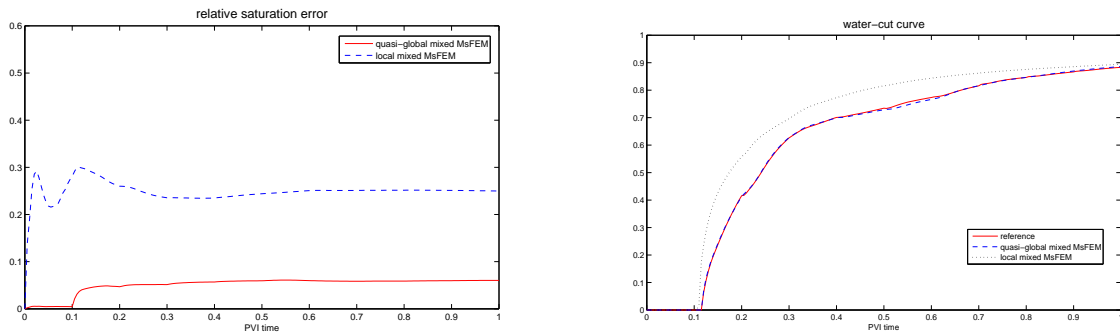 relative saturation error
0.6
0.5
0.4
0.3
0.2
0.1
0
quasi−global mixed MsFEM
local mixed MsFEM
0 0.1 0.2 0.3 0.4 0.5 0.6 0.7 0.8 0.9 1
PVI time
water−cut curve
1
0.9
0.8
0.7
0.6
0.5
0.4
0.3
0.2
0.1
0
reference
quasi−global mixed MsFEM
local mixed MsFEM
0 0.1 0.2 0.3 0.4 0.5 0.6 0.7 0.8 0.9
PVI time